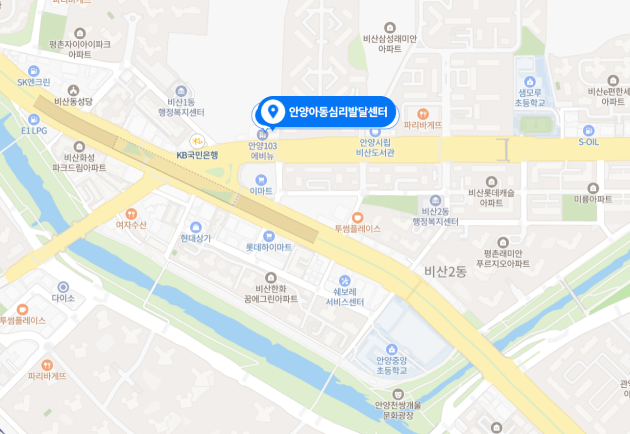 평촌자이아이파크
아파트
비산삼성래미안
아파트
SK엔크린
비산동성당
비산1동
행정복지센터
안양아동심리발달센터
샘모루
초등학교
비산e편한세
아파트
E1 LPG
파리바게뜨
KB국민은행
안양103
에비뉴
안양시립
비산도서관
S-OIL
비산화성
파크드림아파트
이마트
비산롯데캐슬
아파트
미륭아파트
여자수산
현대상가
롯데하이마트
투썸플레이스
비산2동
행정복지센터
평촌래미안
푸르지오아파트
비산2동
다이소
비산한화
꿈에그린아파트
쉐보레
서비스센터
투썸플레이스
파리바게뜨
안양중앙
초등학교
안양천쌍개울
문화광장
관양
아